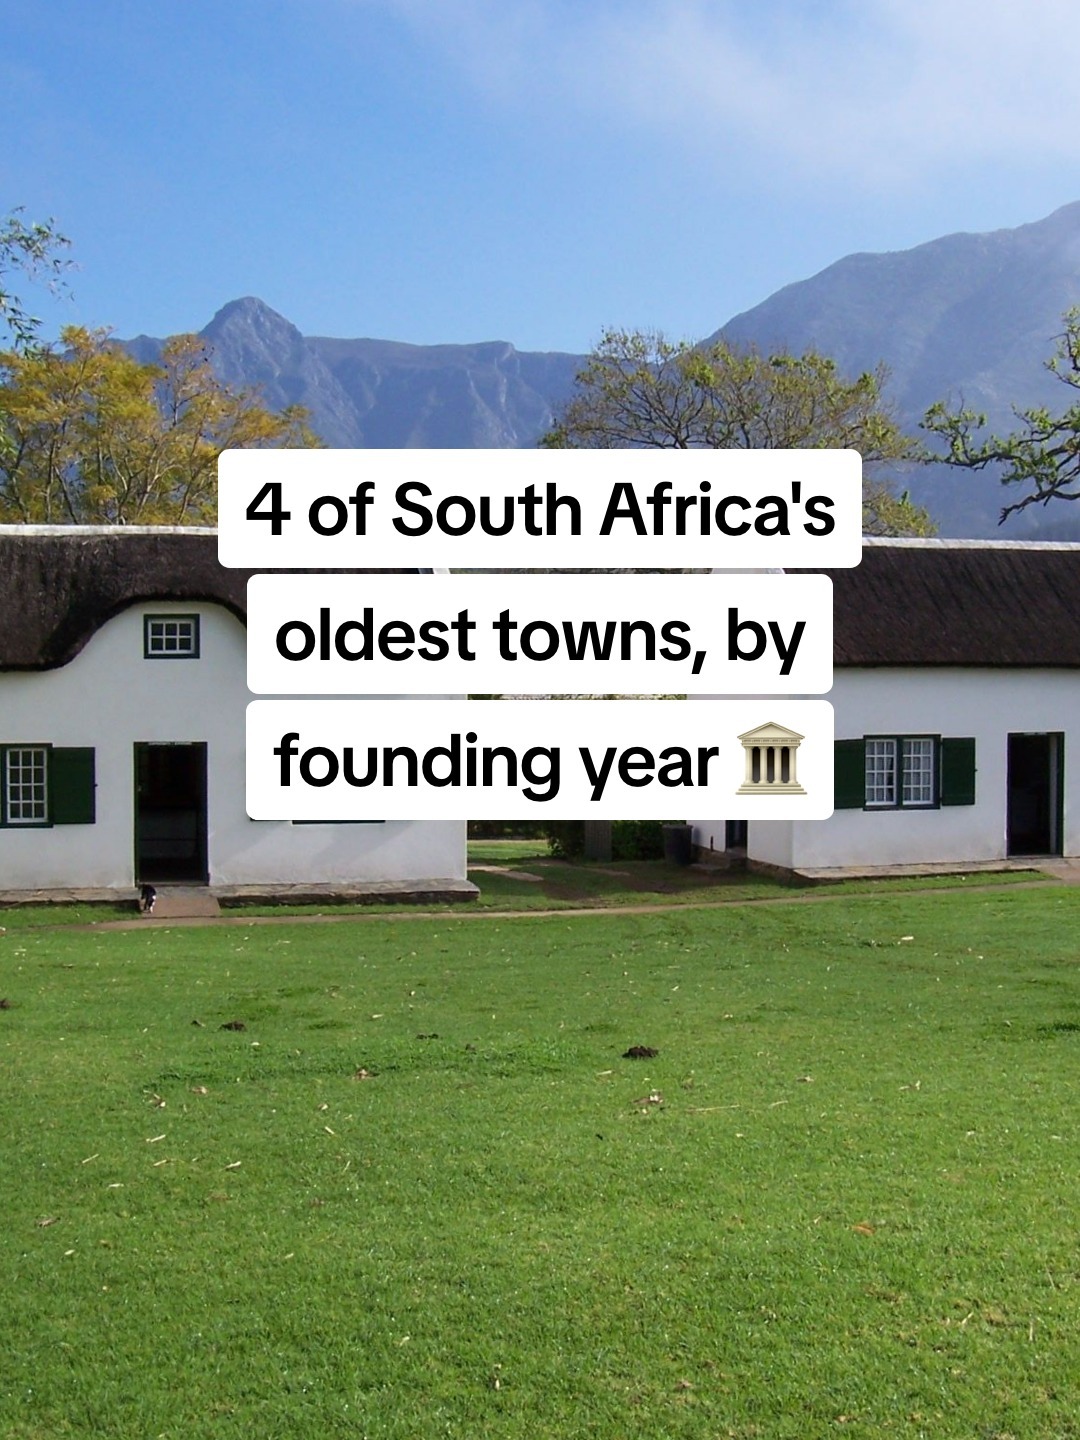 4 of South Africa's
oldest towns, by
founding year 🏛️